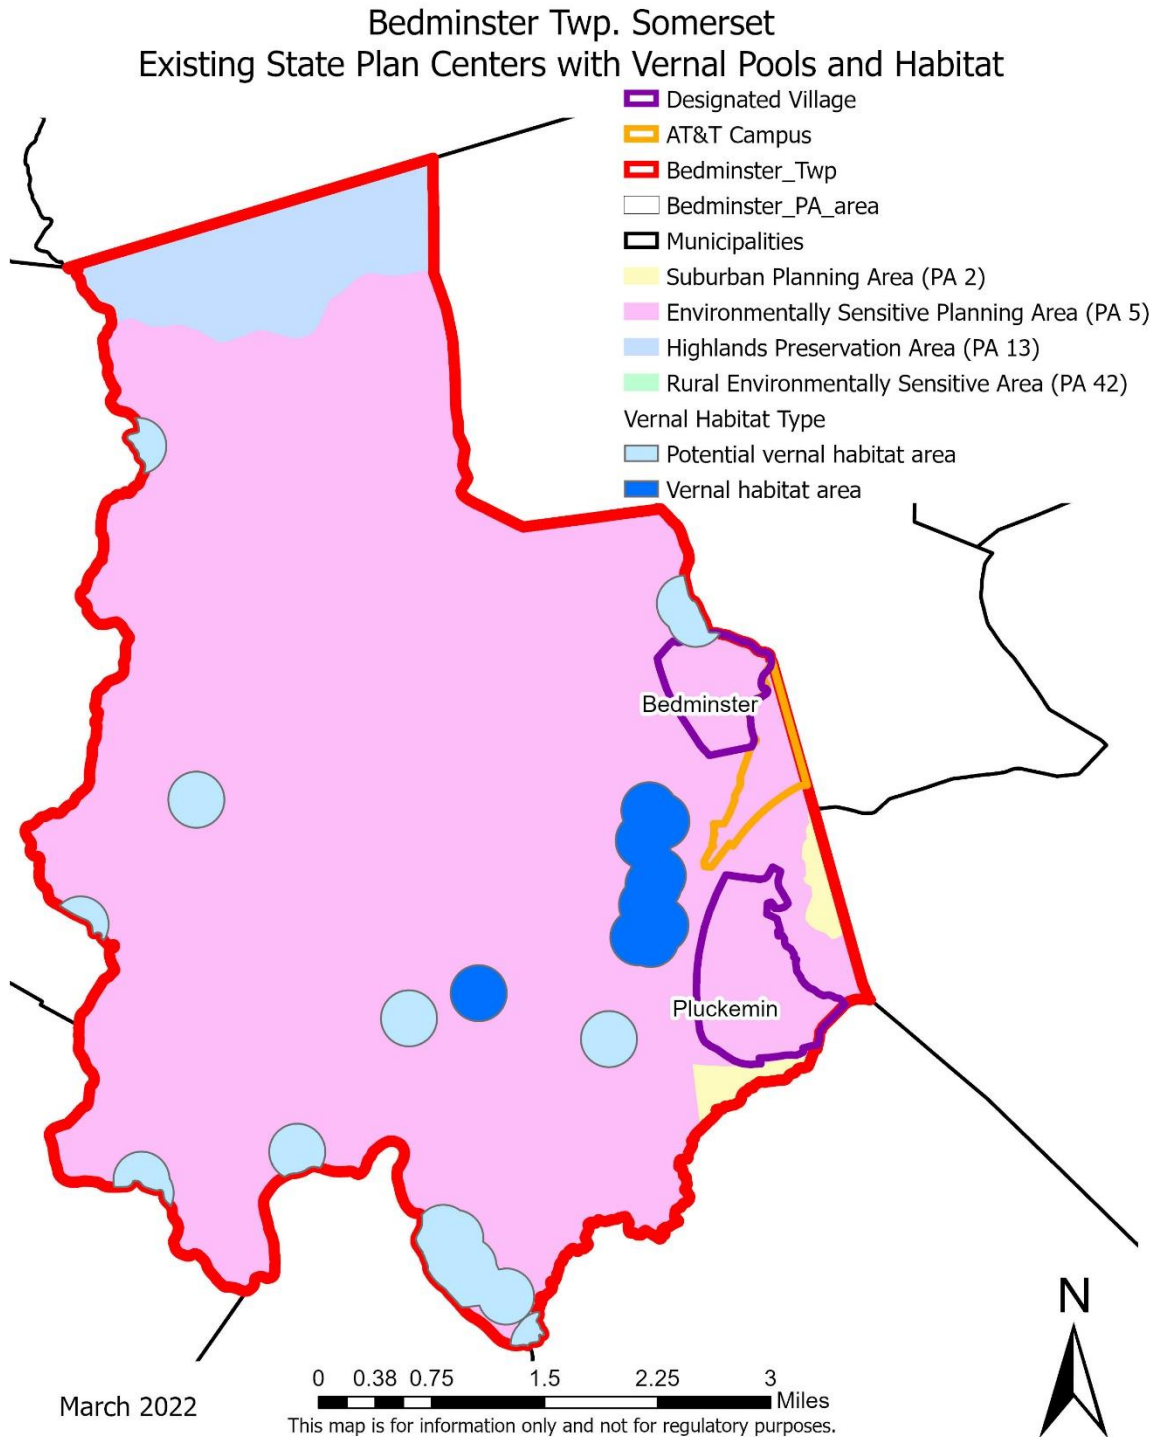 Bedminster Twp. Somerset
Existing State Plan Centers with Vernal Pools and Habitat
Designated Village
AT&T Campus
Bedminster_Twp
Bedminster_PA_area
Municipalities
Suburban Planning Area (PA 2)
Environmentally Sensitive Planning Area (PA 5)
Highlands Preservation Area (PA 13)
Rural Environmentally Sensitive Area (PA 42)
Vernal Habitat Type
Potential vernal habitat area
Vernal habitat area
Bedminster
Pluckemin
N
0 0.38 0.75 1.5 2.25 3
Miles
March 2022
This map is for information only and not for regulatory purposes.